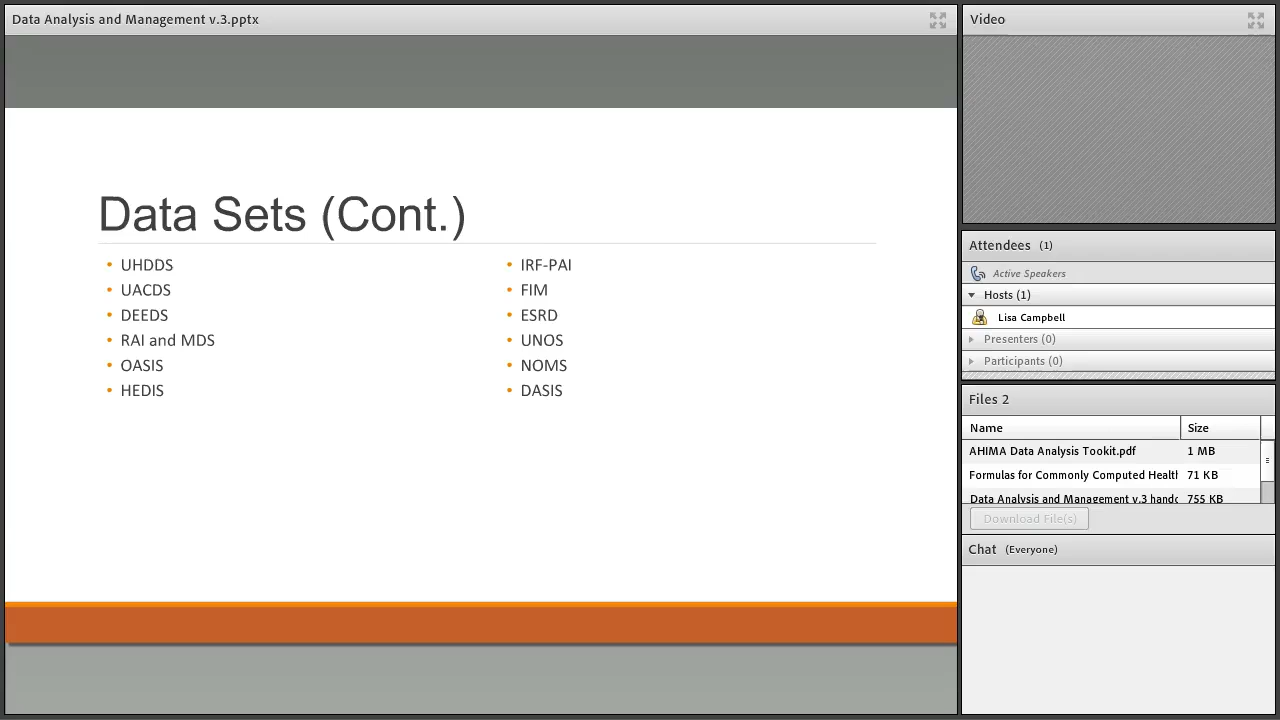 Data Analysis and Management v.3.pptx
Data Sets (Cont.)
• UHDDS
• UACDS
• DEEDS
• RAI and MDS
• OASIS
• HEDIS
• IRF-PAI
• FIM
• ESRD
• UNOS
• NOMS
• DASIS
Video
Attendees (1)
Active Speakers
Hosts (1)
Lisa Campbell
Presenters (0)
Participants (0)
Files 2
Name Size
AHIMA Data Analysis Tookit.pdf 1 MB
Formulas for Commonly Computed Healtl 71 KB
Data Analysis and Management v.3 handc 755 KB
Download File(s)
Chat (Everyone)